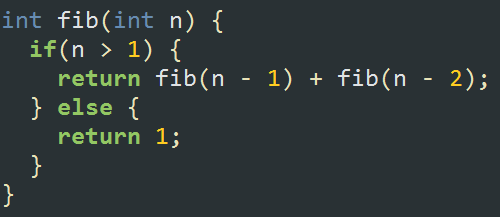 int fib(int n) {
  if(n > 1) {
    return fib(n - 1) + fib(n - 2);
  } else {
    return 1;
  }
}